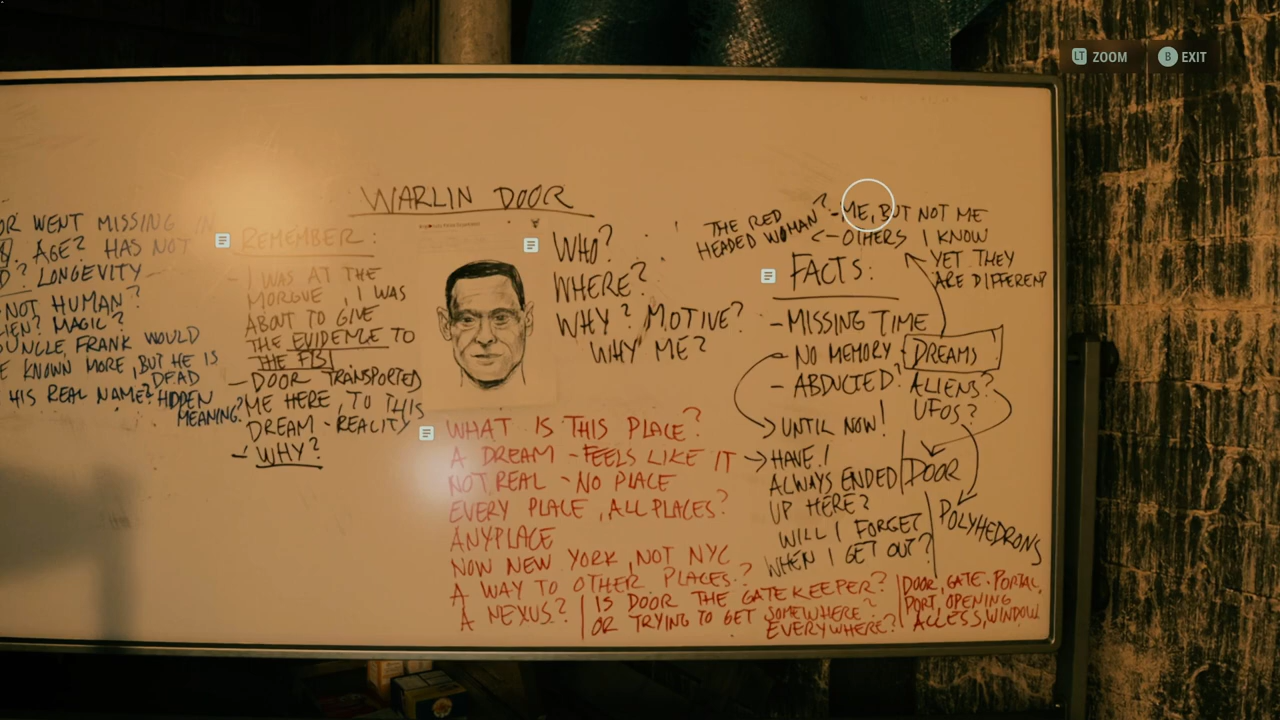 ZOOM
EXIT
WARLIN DOOR
WENT MISSING IN
AGE? HAS NOT
? LONGEVITY
NOT HUMAN?
MAGIC?
UNCLE FRANK WOULD
KNOWN MORE, BUT HE IS
DEAD
HIS REAL NAME? HIDDEN
MEANING?
REMEMBER:
- I WAS AT THE
MORGUE, I WAS
ABOUT TO GIVE
THE EVIDENCE TO
THE FBI
- DOOR TRANSPORTED
ME HERE, TO THIS
DREAM-REALITY
- WHY?
WHO?
WHERE?
WHY? MOTIVE?
WHY ME?
THE RED
HEADED WOMAN?
- ME, BUT NOT ME
- OTHERS I KNOW
YET THEY
ARE DIFFERENT
FACTS:
- MISSING TIME
- NO MEMORY - DREAMS
- ABDUCTED? ALIENS?
UFOS?
UNTIL NOW!
HAVE I
ALWAYS ENDED
UP HERE?
WILL I FORGET
WHEN I GET OUT?
DOOR
POLYHEDRONS
WHAT IS THIS PLACE?
A DREAM - FEELS LIKE IT
NOT REAL - NO PLACE
EVERY PLACE, ALL PLACES?
ANYPLACE
NOW NEW YORK, NOT NYC
A WAY TO OTHER PLACES?
A NEXUS?
IS DOOR THE GATEKEEPER?
OR TRYING TO GET SOMEWHERE?
EVERYWHERE?
DOOR, GATE, PORTAL,
PORT, OPENING
ACCESS, WINDOW